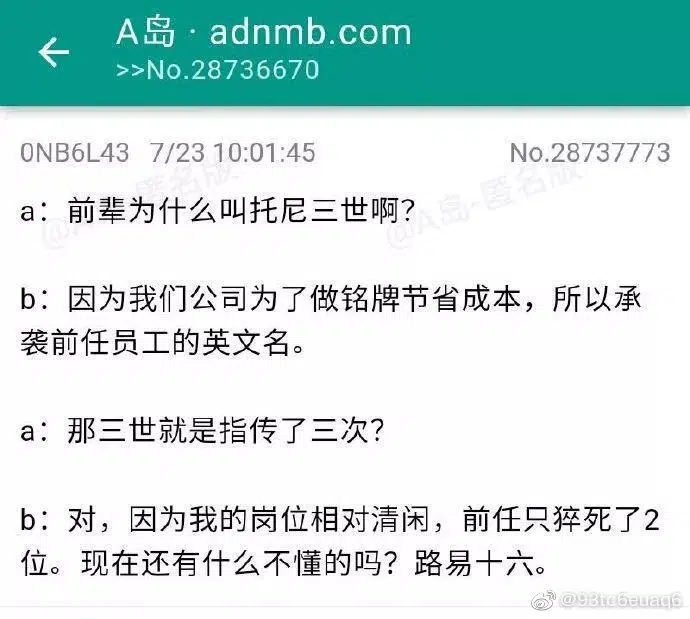 A岛 · adnmb.com
>>No.28736670
0NB6L43 7/23 10:01:45 No.28737773
@A岛-匿名版 @A岛-匿名版
a：前辈为什么叫托尼三世啊？
b：因为我们公司为了做铭牌节省成本，所以承
袭前任员工的英文名。
a：那三世就是指传了三次？
b：对，因为我的岗位相对清闲，前任只猝死了2
位。现在还有什么不懂的吗？路易十六。
@93tc6euaq6